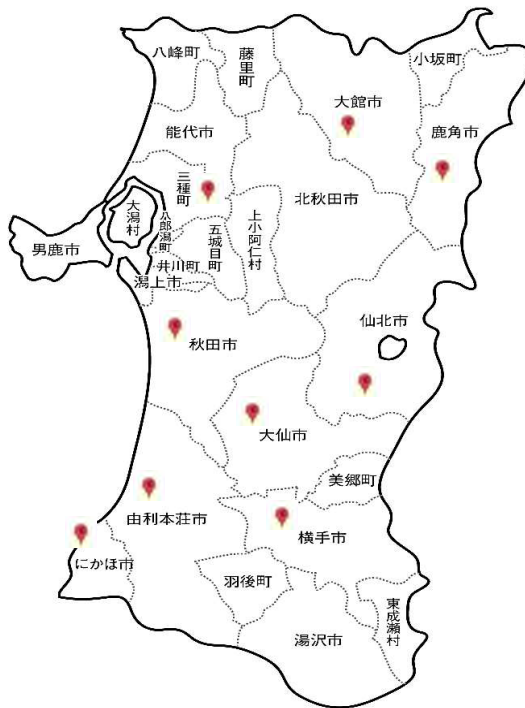 八峰町
藤里町
小坂町
大館市
能代市
鹿角市
三種町
北秋田市
大潟村
八郎潟町
五城目町
上小阿仁村
男鹿市
井川町
潟上市
仙北市
秋田市
大仙市
美郷町
由利本荘市
横手市
にかほ市
羽後町
東成瀬村
湯沢市